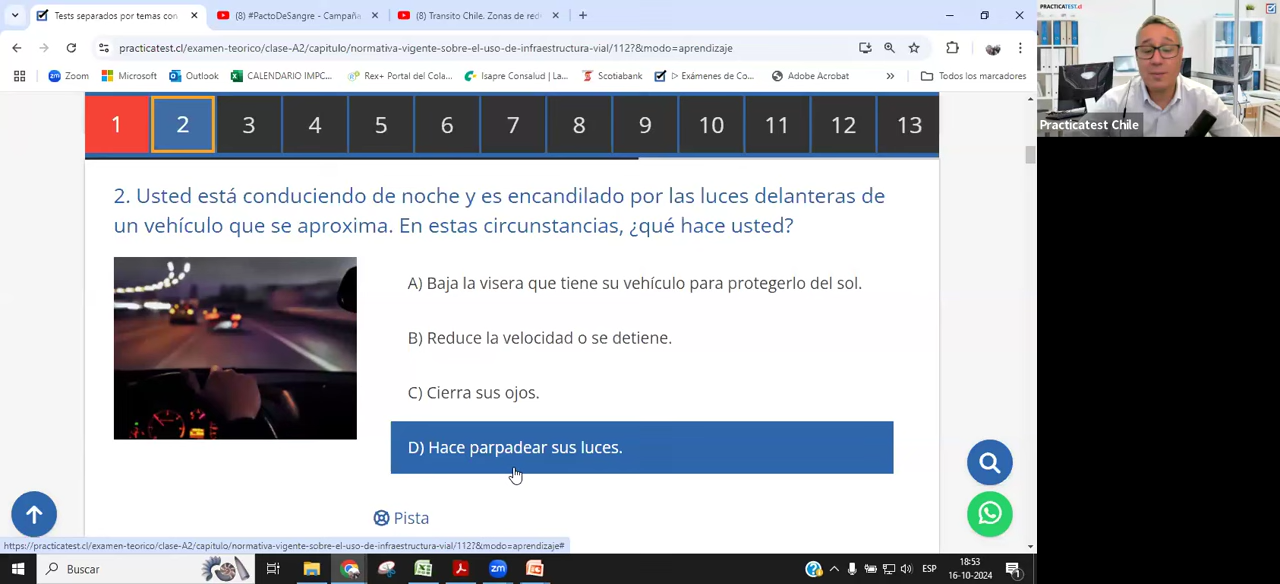 Tests separados por temas con
(8) #PactoDeSangre - Cantinfla
(8) Transito Chile. Zonas de red
practicatest.cl/examen-teorico/clase-A2/capitulo/normativa-vigente-sobre-el-uso-de-infraestructura-vial/112?&modo=aprendizaje
Zoom
Microsoft
Outlook
CALENDARIO IMPC...
Rex+ Portal del Cola...
Isapre Consalud | La...
Scotiabank
▷ Exámenes de Co...
Adobe Acrobat
»
Todos los marcadores
PRACTICATEST.cl
Practicatest Chile
1 2 3 4 5 6 7 8 9 10 11 12 13
2. Usted está conduciendo de noche y es encandilado por las luces delanteras de
un vehículo que se aproxima. En estas circunstancias, ¿qué hace usted?
A) Baja la visera que tiene su vehículo para protegerlo del sol.
B) Reduce la velocidad o se detiene.
C) Cierra sus ojos.
D) Hace parpadear sus luces.
Pista
https://practicatest.cl/examen-teorico/clase-A2/capitulo/normativa-vigente-sobre-el-uso-de-infraestructura-vial/112?&modo=aprendizaje#
Buscar
ESP
18:53
16-10-2024
1